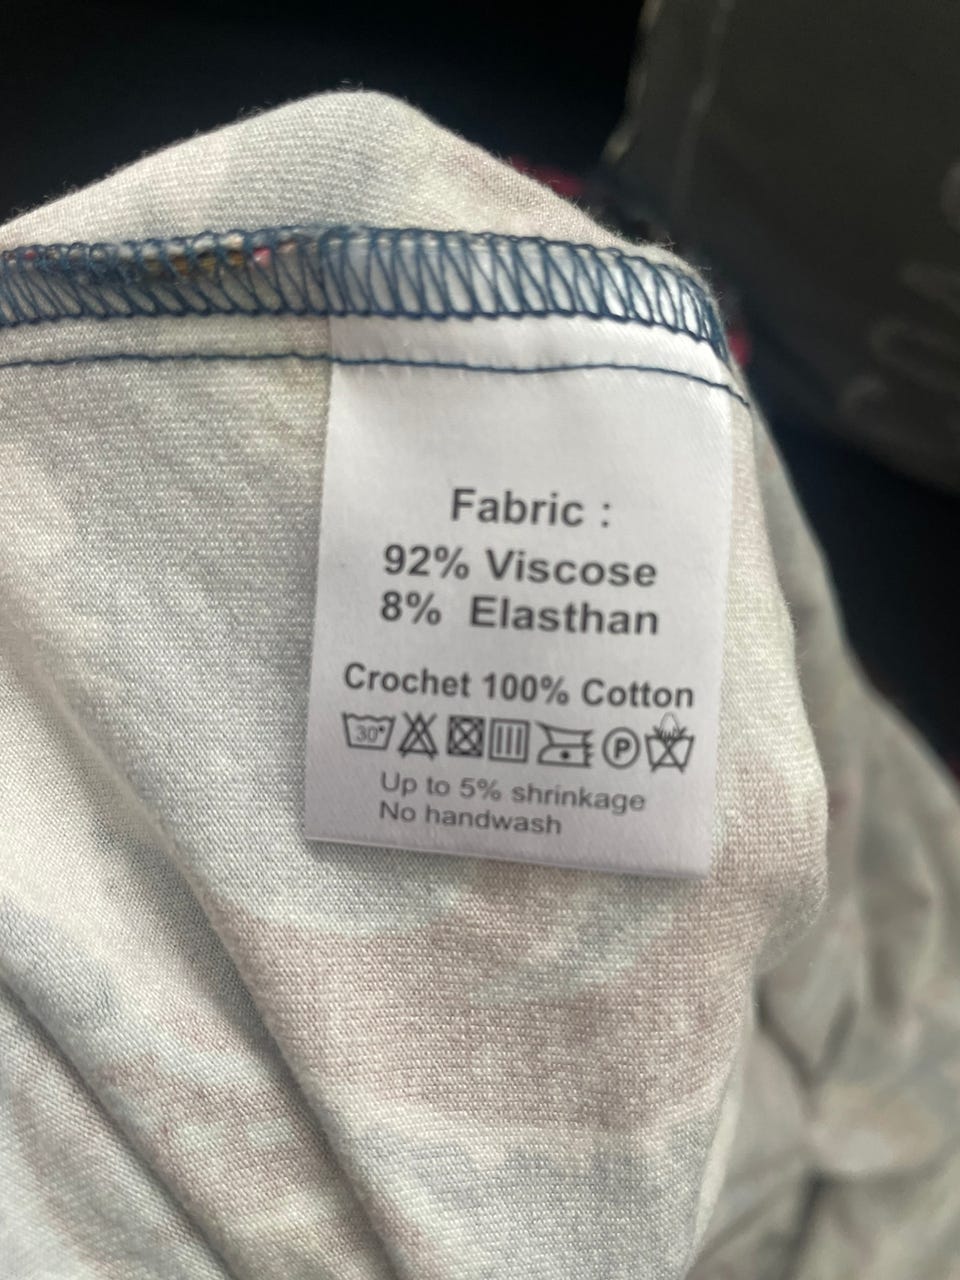 Fabric :
92% Viscose
8% Elasthan
Crochet 100% Cotton
30° P
Up to 5% shrinkage
No handwash